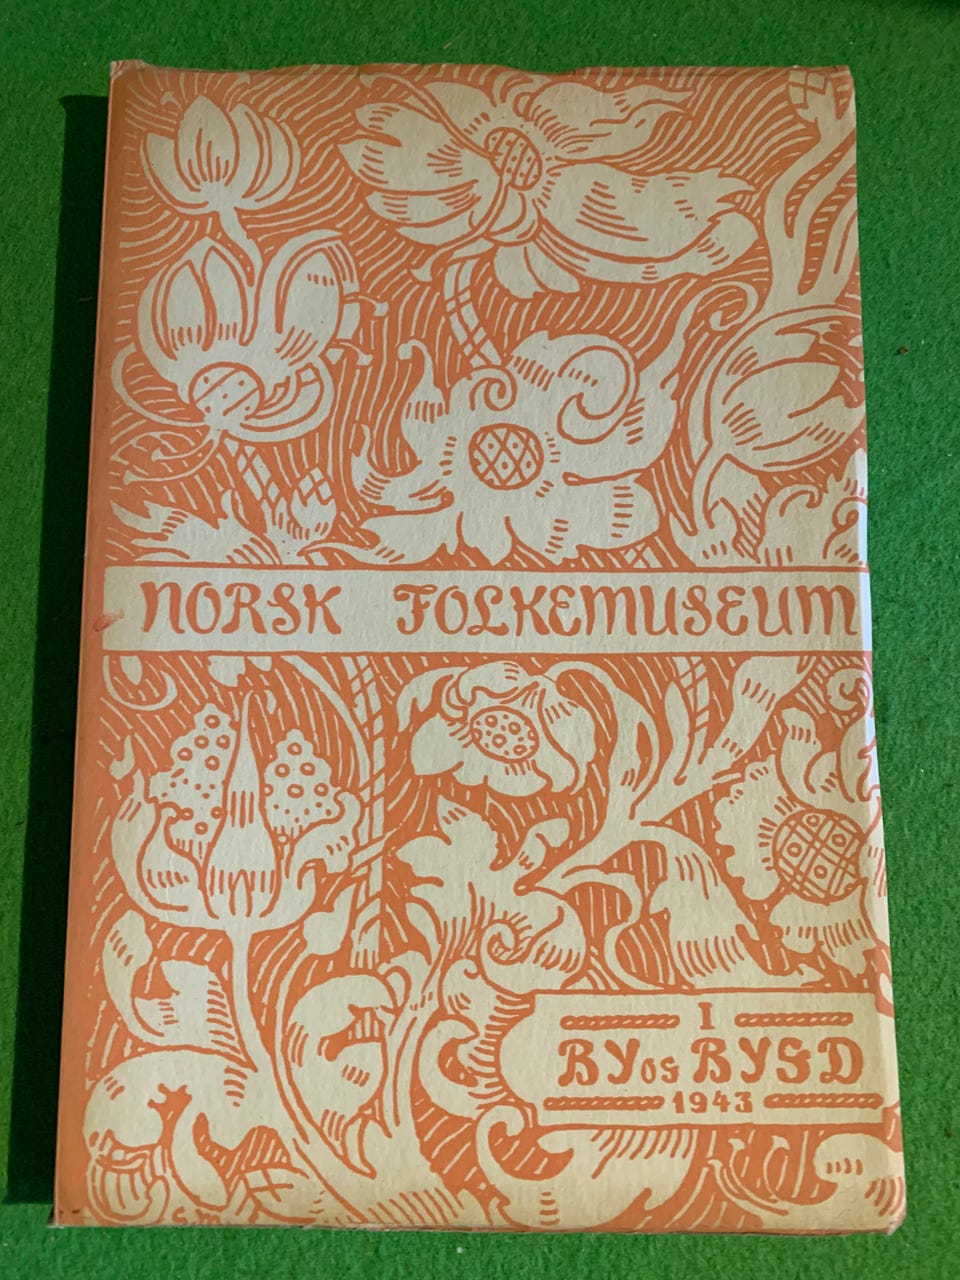 NORSK FOLKEMUSEUM
I
BY OG BYGD
1943